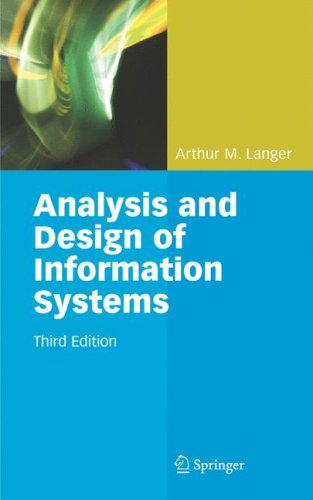 Arthur M. Langer
Analysis and
Design of
Information
Systems
Third Edition
Springer